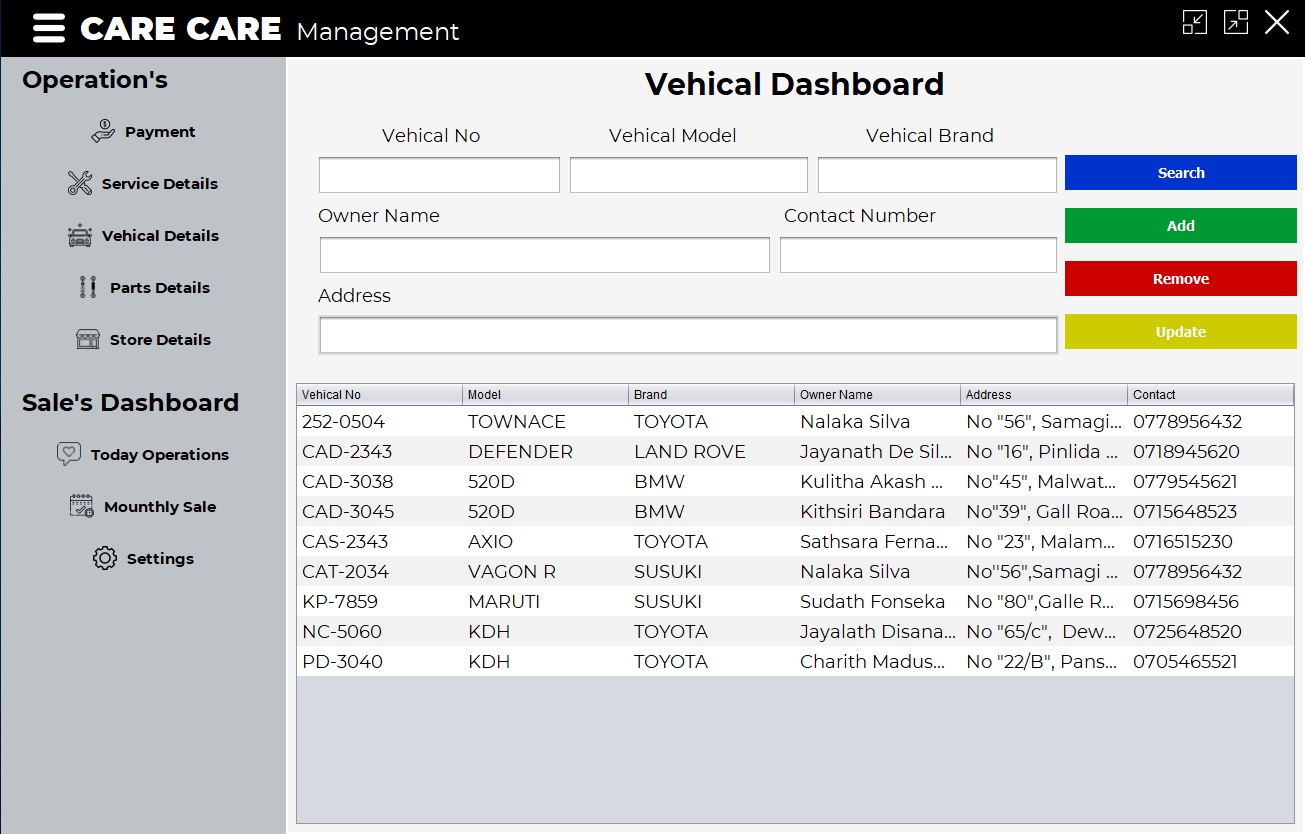 CARE CARE Management
Operation's
Payment
Service Details
Vehical Details
Parts Details
Store Details
Sale's Dashboard
Today Operations
Mounthly Sale
Settings
Vehical Dashboard
Vehical No Vehical Model Vehical Brand
Search
Owner Name Contact Number
Add
Remove
Address
Update
Vehical No Model Brand Owner Name Address Contact
252-0504 TOWNACE TOYOTA Nalaka Silva No "56", Samagi... 0778956432
CAD-2343 DEFENDER LAND ROVE Jayanath De Sil... No "16", Pinlida ... 0718945620
CAD-3038 520D BMW Kulitha Akash ... No"45", Malwat... 0779545621
CAD-3045 520D BMW Kithsiri Bandara No"39", Gall Roa... 0715648523
CAS-2343 AXIO TOYOTA Sathsara Ferna... No "23", Malam... 0716515230
CAT-2034 VAGON R SUSUKI Nalaka Silva No''56",Samagi ... 0778956432
KP-7859 MARUTI SUSUKI Sudath Fonseka No "80",Galle R... 0715698456
NC-5060 KDH TOYOTA Jayalath Disana... No "65/c", Dew... 0725648520
PD-3040 KDH TOYOTA Charith Madus... No "22/B", Pans... 0705465521